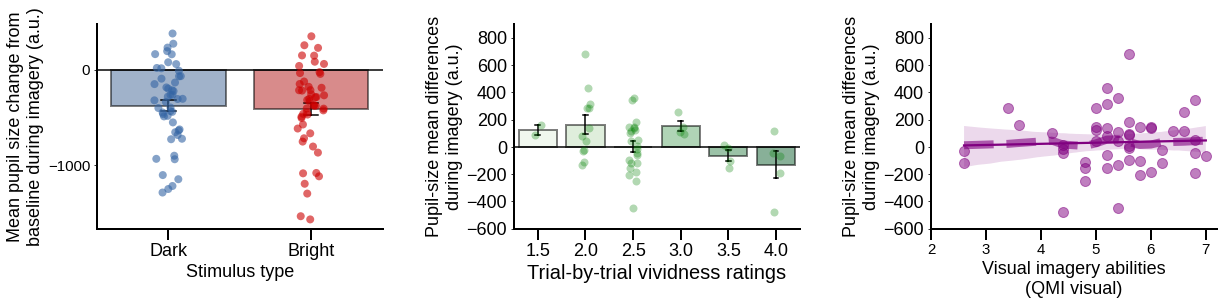 Mean pupil size change from
baseline during imagery (a.u.)
0
−1000
Dark
Bright
Stimulus type
Pupil-size mean differences
during imagery (a.u.)
800
600
400
200
0
−200
−400
−600
1.5
2.0
2.5
3.0
3.5
4.0
Trial-by-trial vividness ratings
Pupil-size mean differences
during imagery (a.u.)
800
600
400
200
0
−200
−400
−600
2
3
4
5
6
7
Visual imagery abilities
(QMI visual)